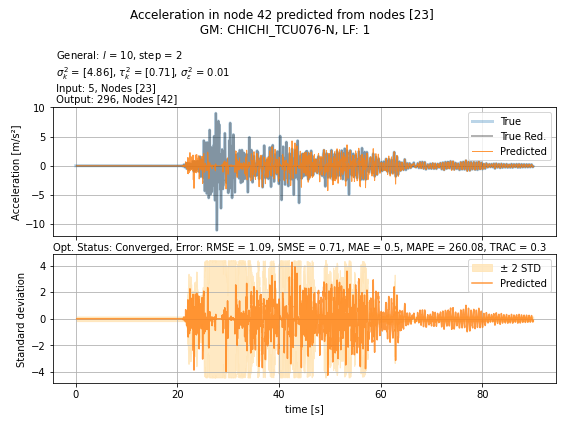 Acceleration in node 42 predicted from nodes [23]
GM: CHICHI_TCU076-N, LF: 1
General: l = 10, step = 2
σ²ₖ = [4.86], τ²ₖ = [0.71], σ²ε = 0.01
Input: 5, Nodes [23]
Output: 296, Nodes [42]
10
5
0
−5
−10
Acceleration [m/s²]
True
True Red.
Predicted
Opt. Status: Converged, Error: RMSE = 1.09, SMSE = 0.71, MAE = 0.5, MAPE = 260.08, TRAC = 0.3
4
2
0
−2
−4
Standard deviation
± 2 STD
Predicted
0 20 40 60 80
time [s]